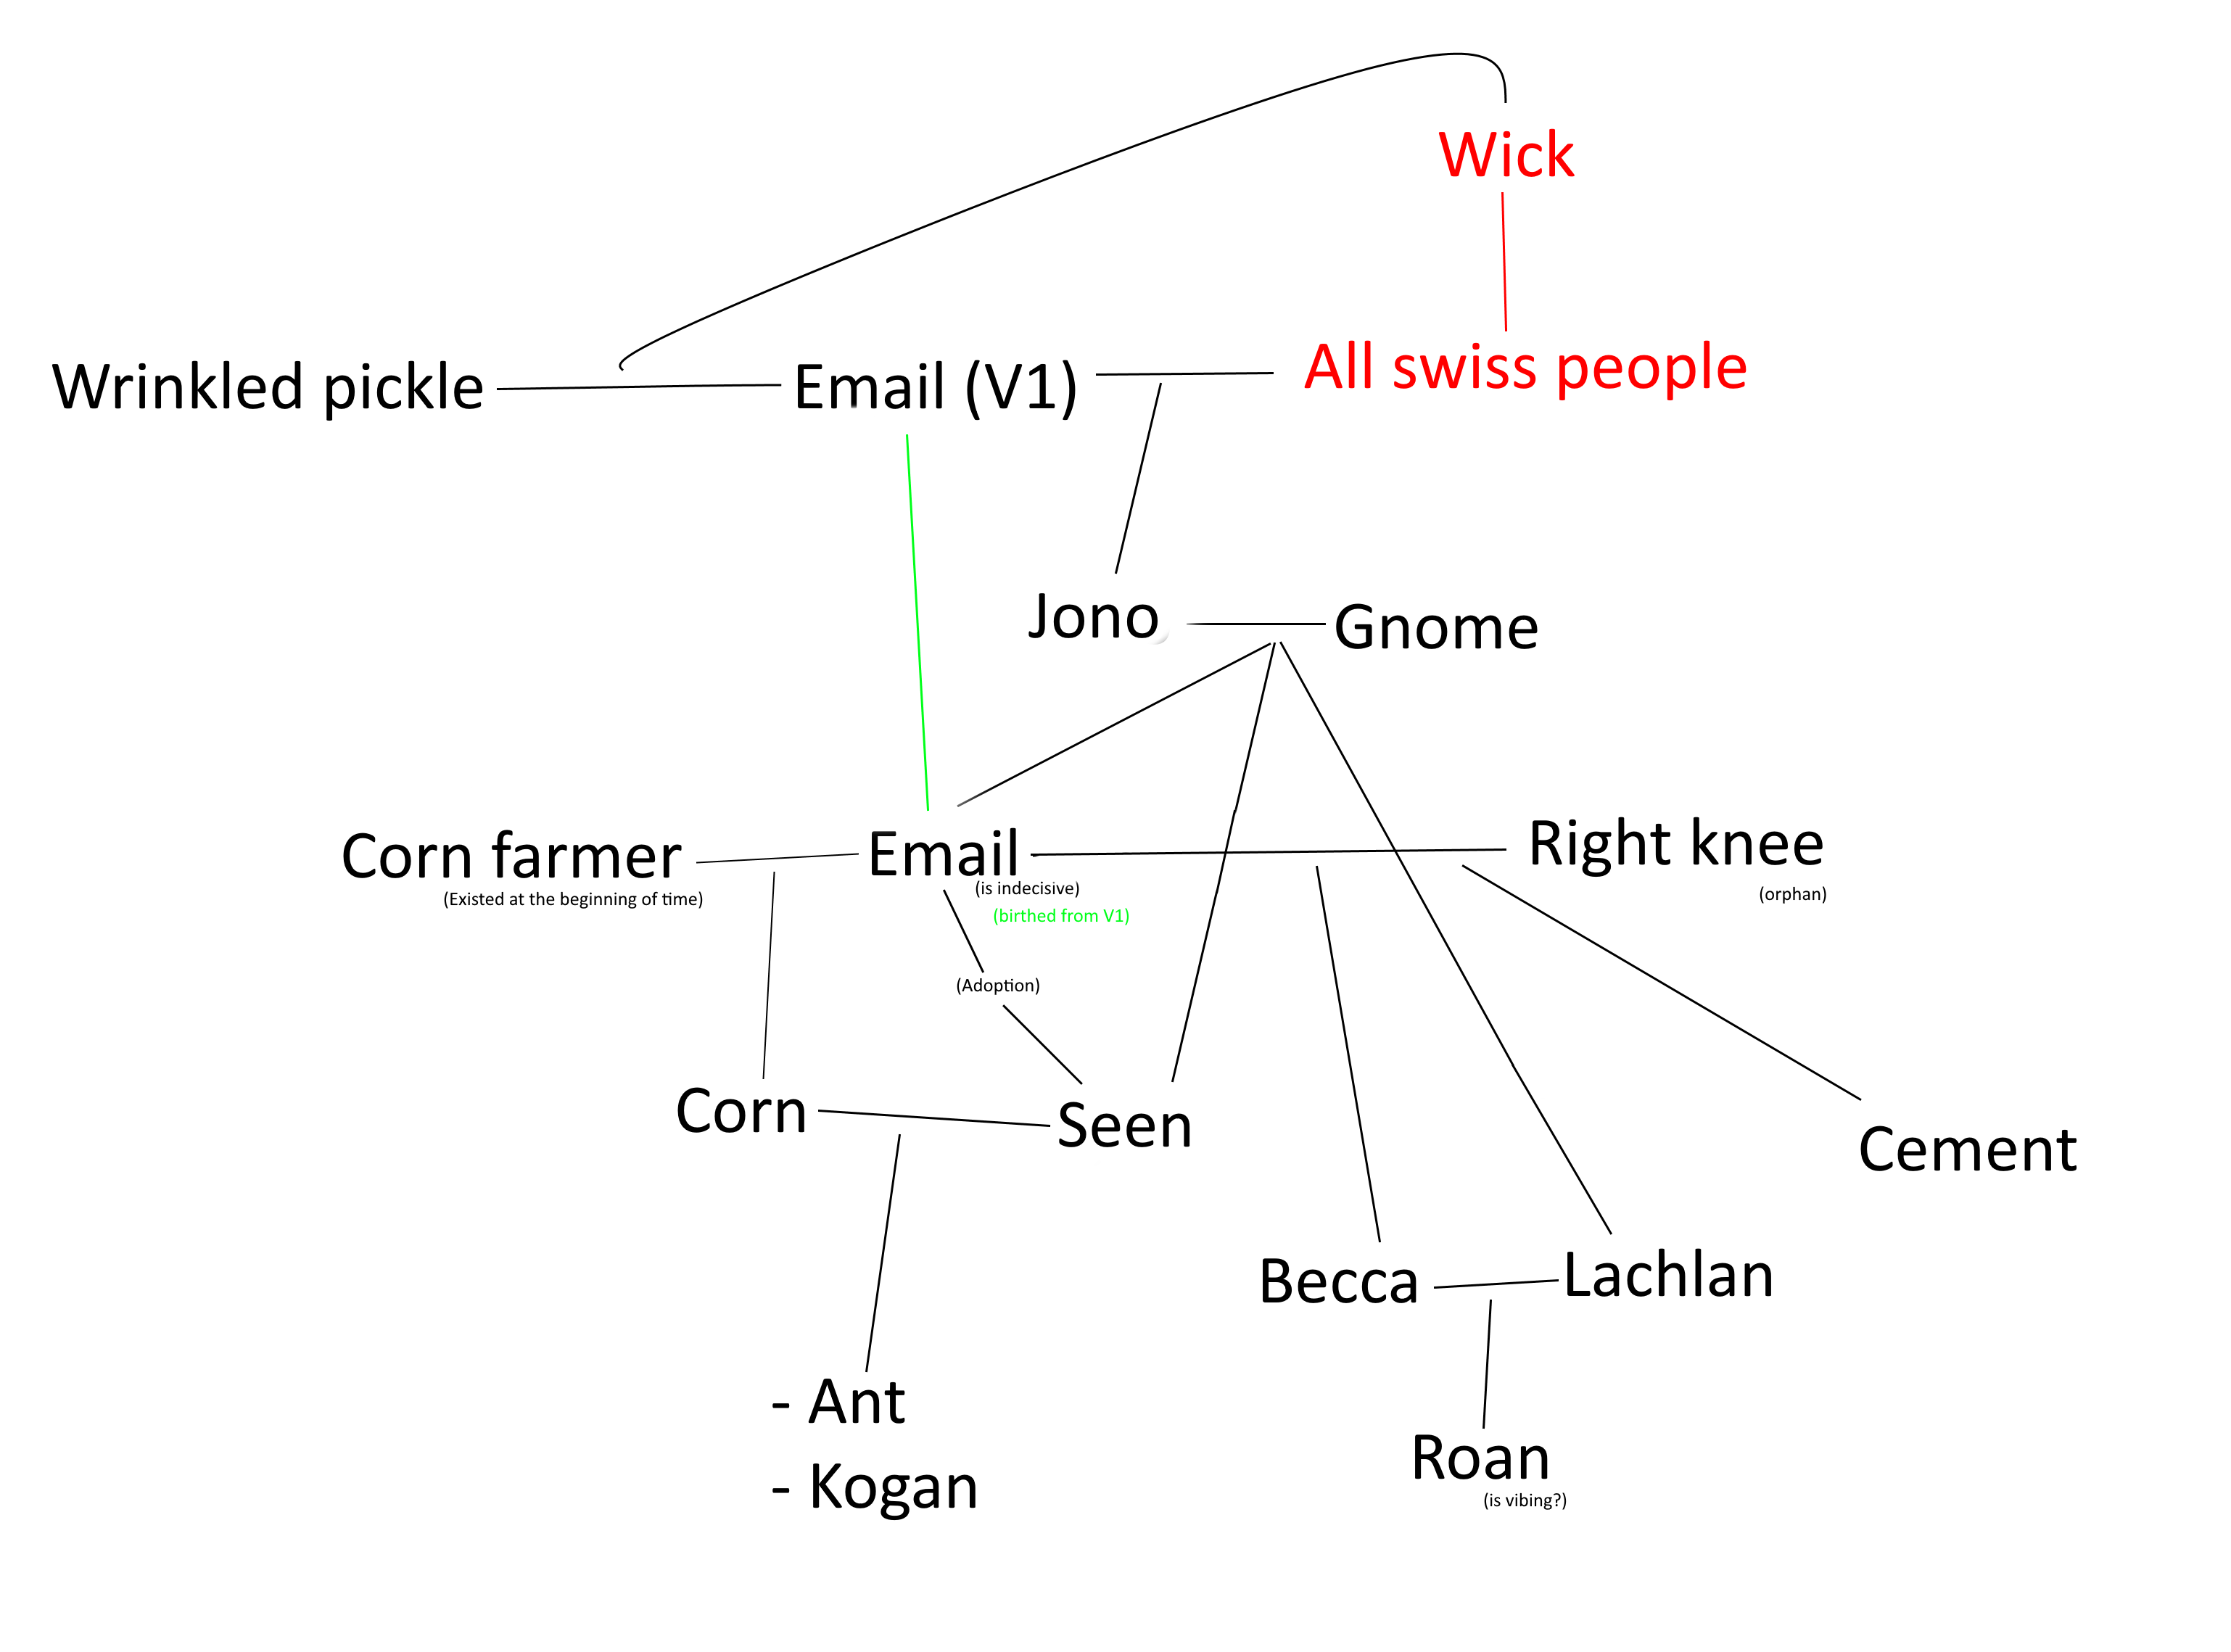 Wick
Wrinkled pickle
Email (V1)
All swiss people
Jono
Gnome
Corn farmer
(Existed at the beginning of time)
Email
(is indecisive)
(birthed from V1)
Right knee
(orphan)
(Adoption)
Corn
Seen
Cement
Becca
Lachlan
- Ant
- Kogan
Roan
(is vibing?)